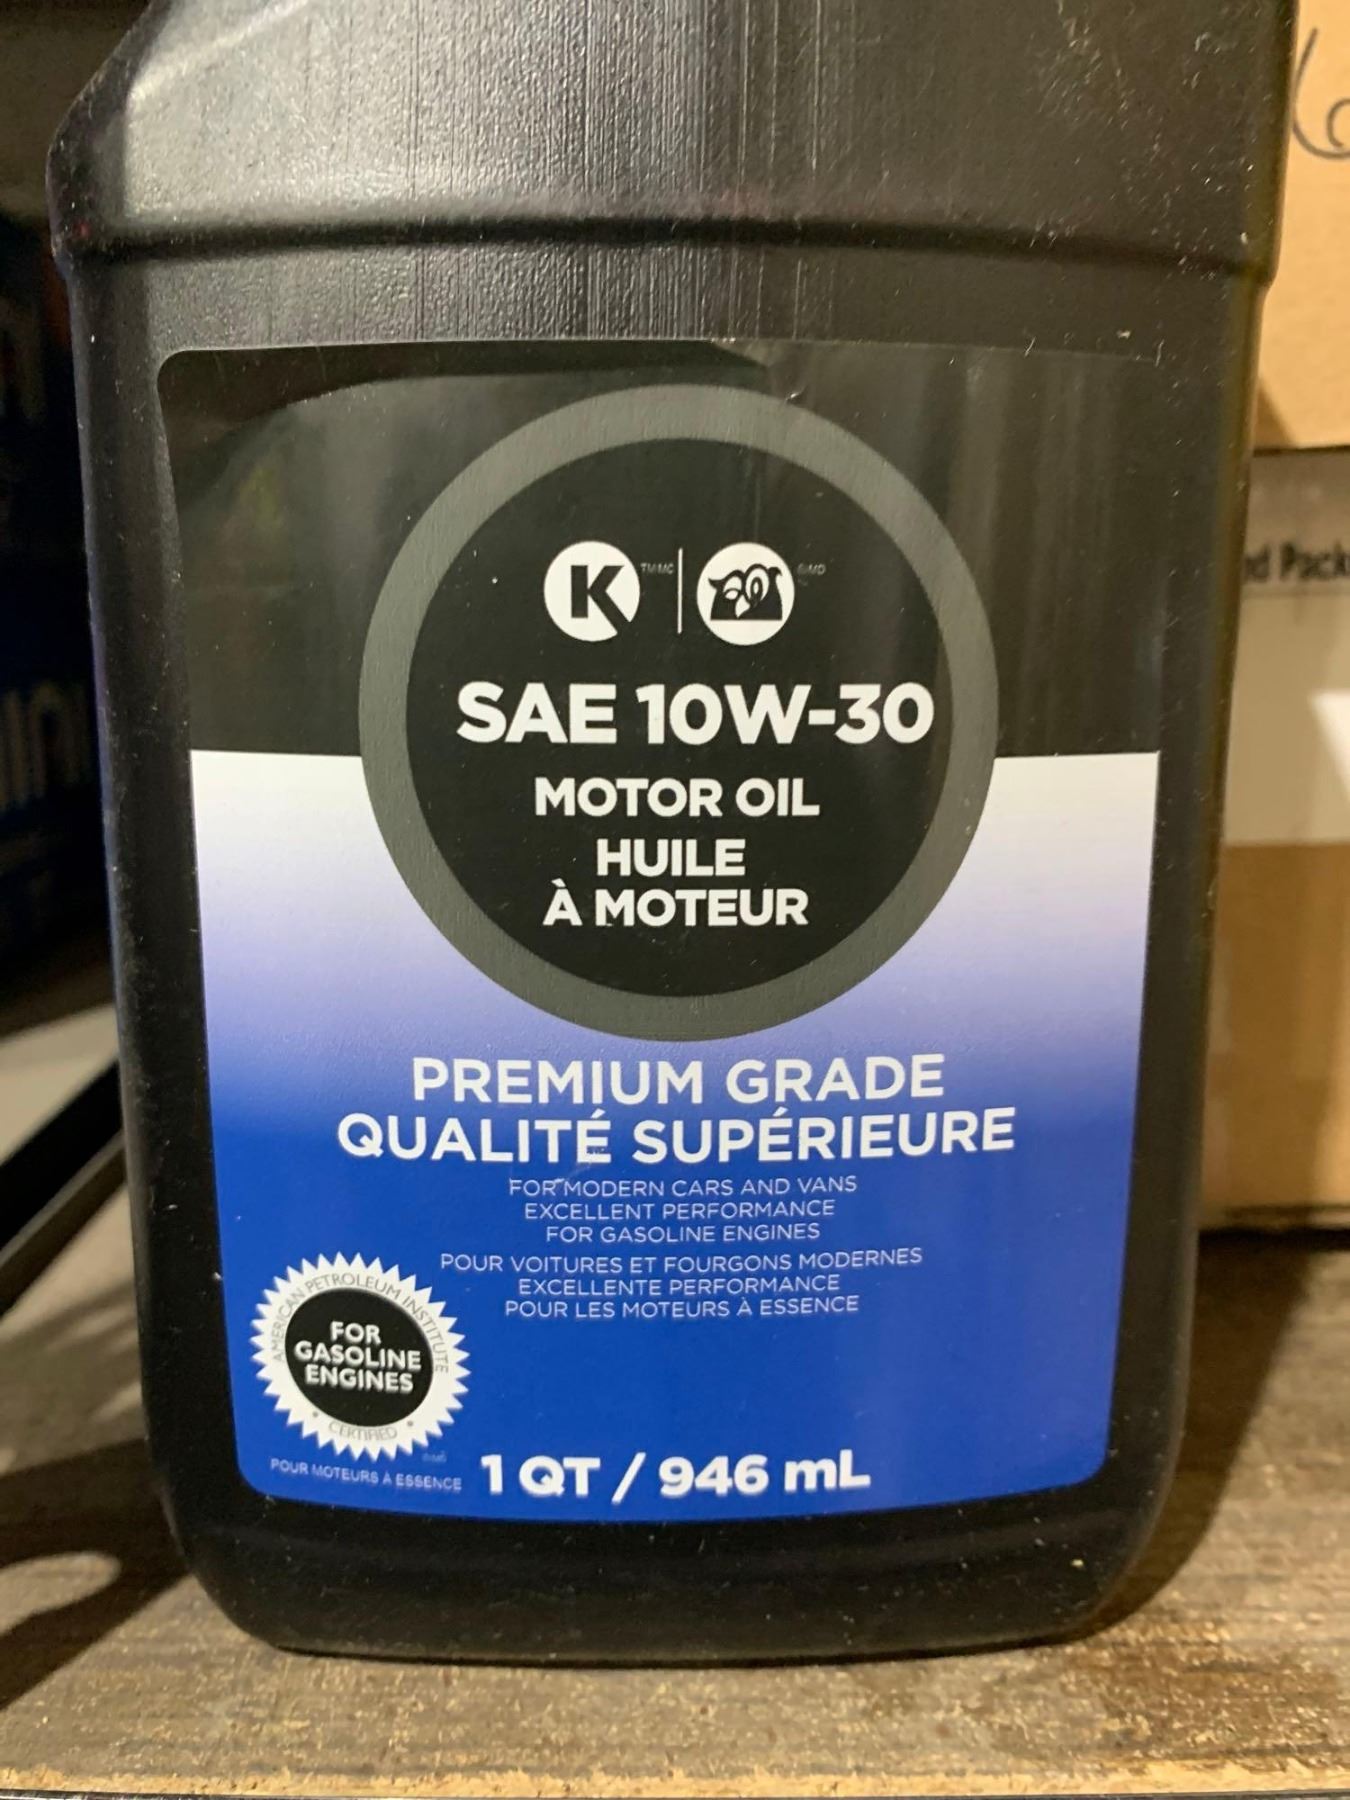 K TM/MC
SAE 10W-30
MOTOR OIL
HUILE
À MOTEUR
PREMIUM GRADE
QUALITÉ SUPÉRIEURE
FOR MODERN CARS AND VANS
EXCELLENT PERFORMANCE
FOR GASOLINE ENGINES
POUR VOITURES ET FOURGONS MODERNES
EXCELLENTE PERFORMANCE
POUR LES MOTEURS À ESSENCE
AMERICAN PETROLEUM INSTITUTE
FOR
GASOLINE
ENGINES
CERTIFIED
POUR MOTEURS À ESSENCE
1 QT / 946 mL